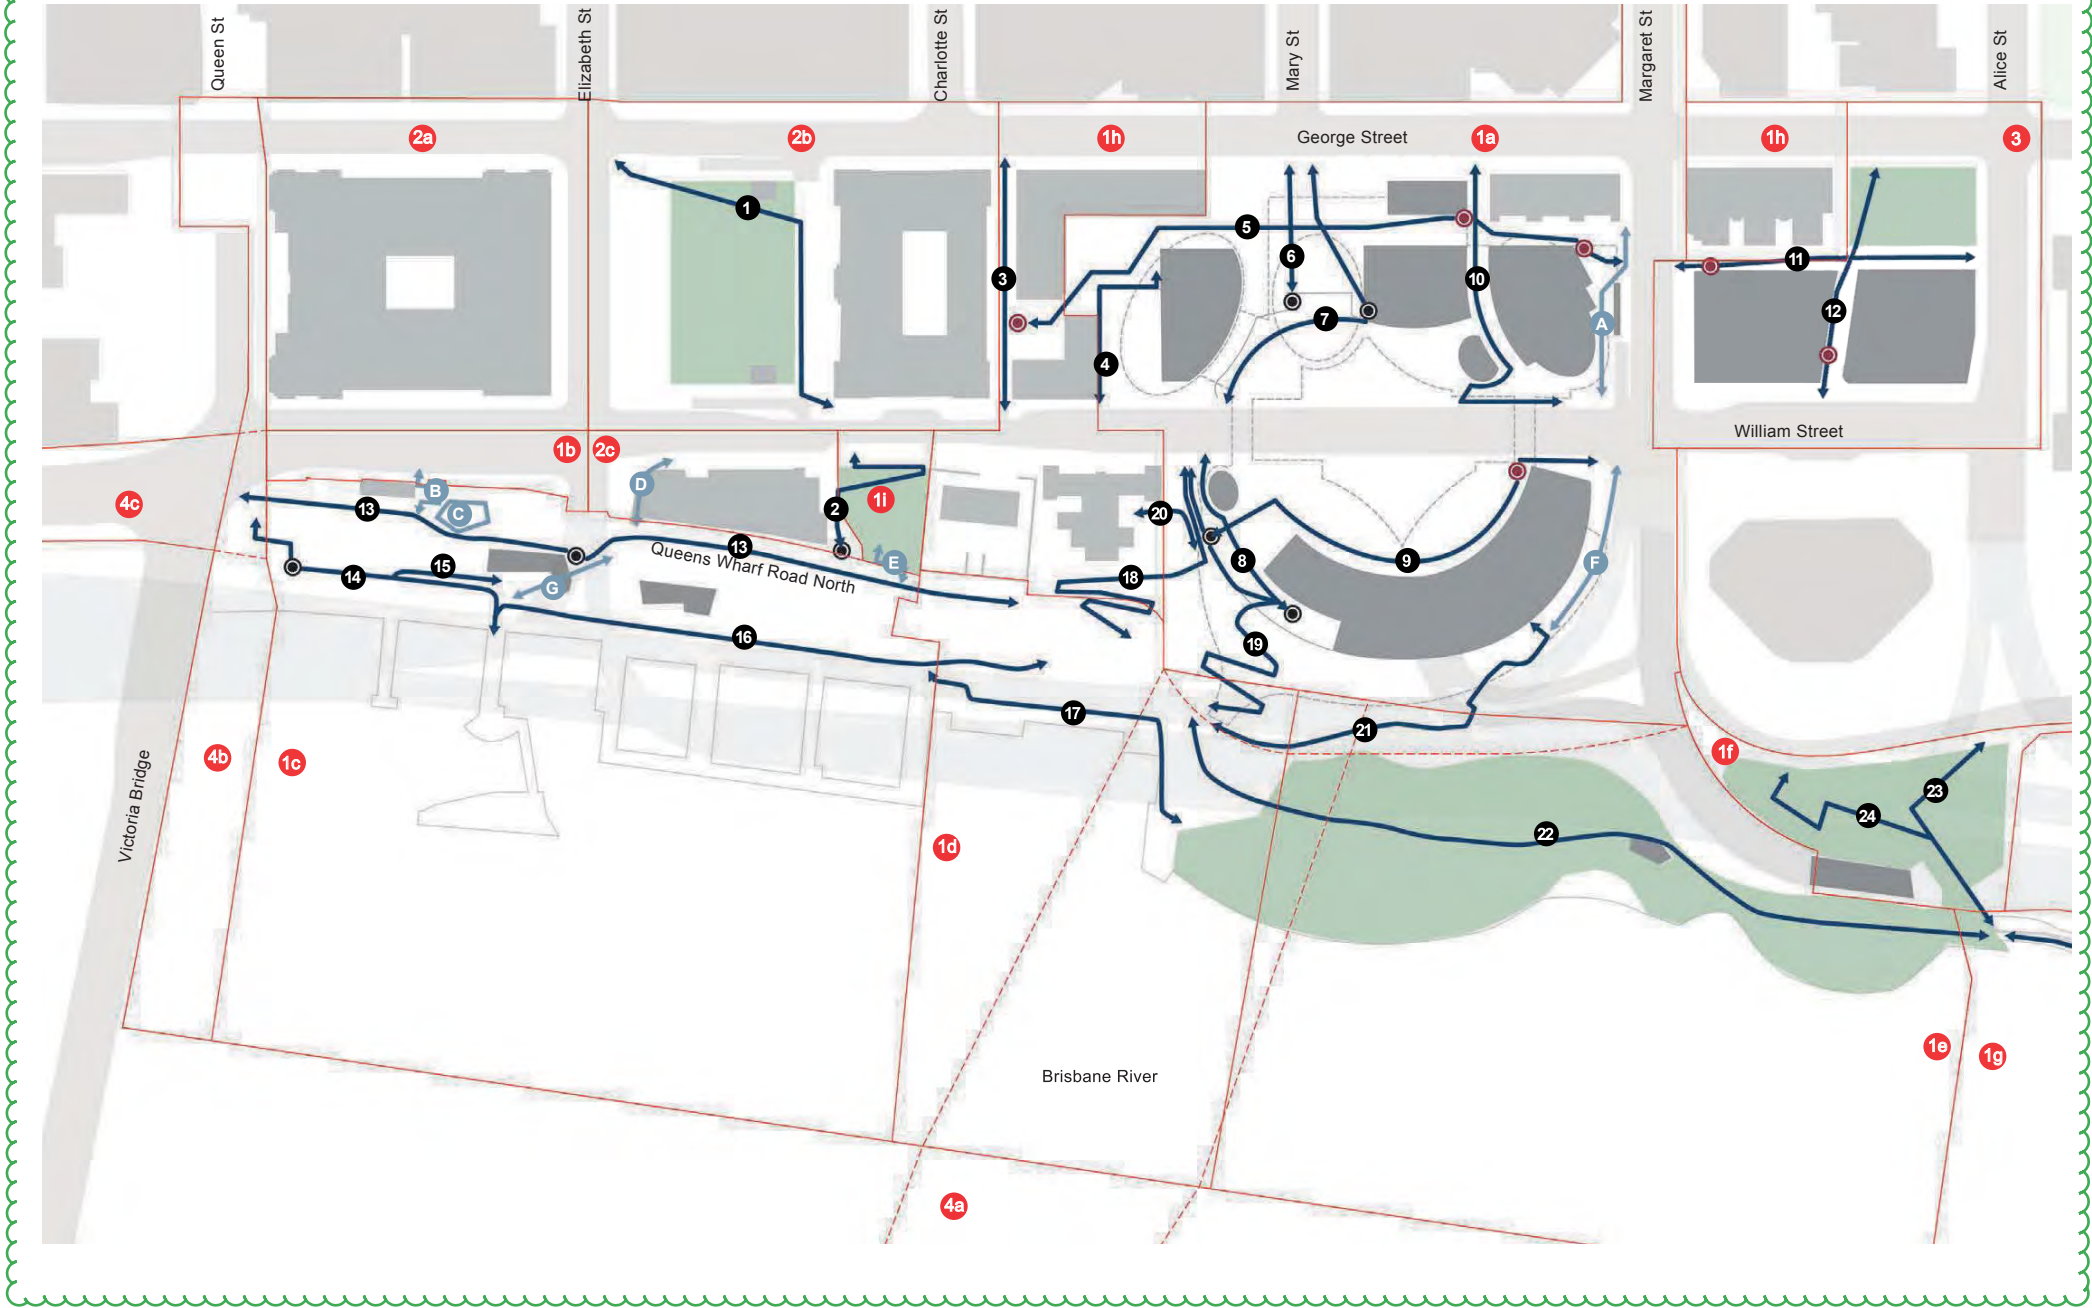 Queen St
Elizabeth St
Charlotte St
Mary St
Margaret St
Alice St
2a
2b
1h
George Street
1a
1h
3
1
5
6
3
10
11
12
7
A
4
William Street
1b
2c
4c
B
C
D
1i
13
2
20
13
Queens Wharf Road North
E
8
9
F
15
14
G
18
16
19
17
21
Victoria Bridge
4b
1c
1f
23
24
22
1d
1e
1g
Brisbane River
4a